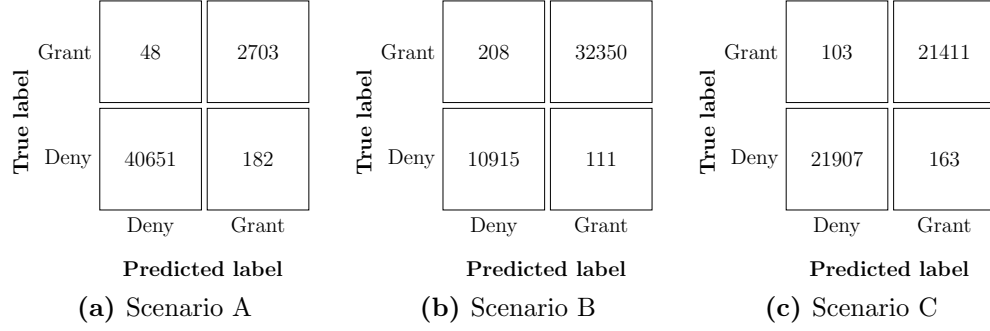 True label
Grant
48
2703
Deny
40651
182
Deny
Grant
Predicted label
(a) Scenario A
True label
Grant
208
32350
Deny
10915
111
Deny
Grant
Predicted label
(b) Scenario B
True label
Grant
103
21411
Deny
21907
163
Deny
Grant
Predicted label
(c) Scenario C